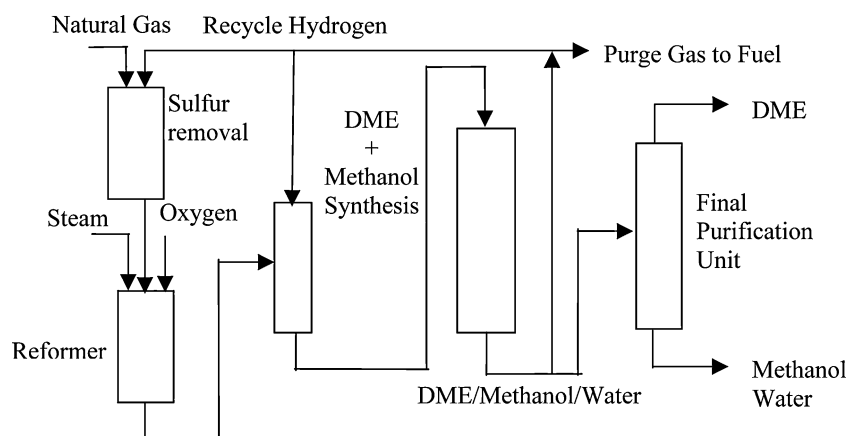 Natural Gas
Recycle Hydrogen
Purge Gas to Fuel
Sulfur
removal
DME
+
Methanol
Synthesis
DME
Steam
Oxygen
Final
Purification
Unit
Reformer
DME/Methanol/Water
Methanol
Water